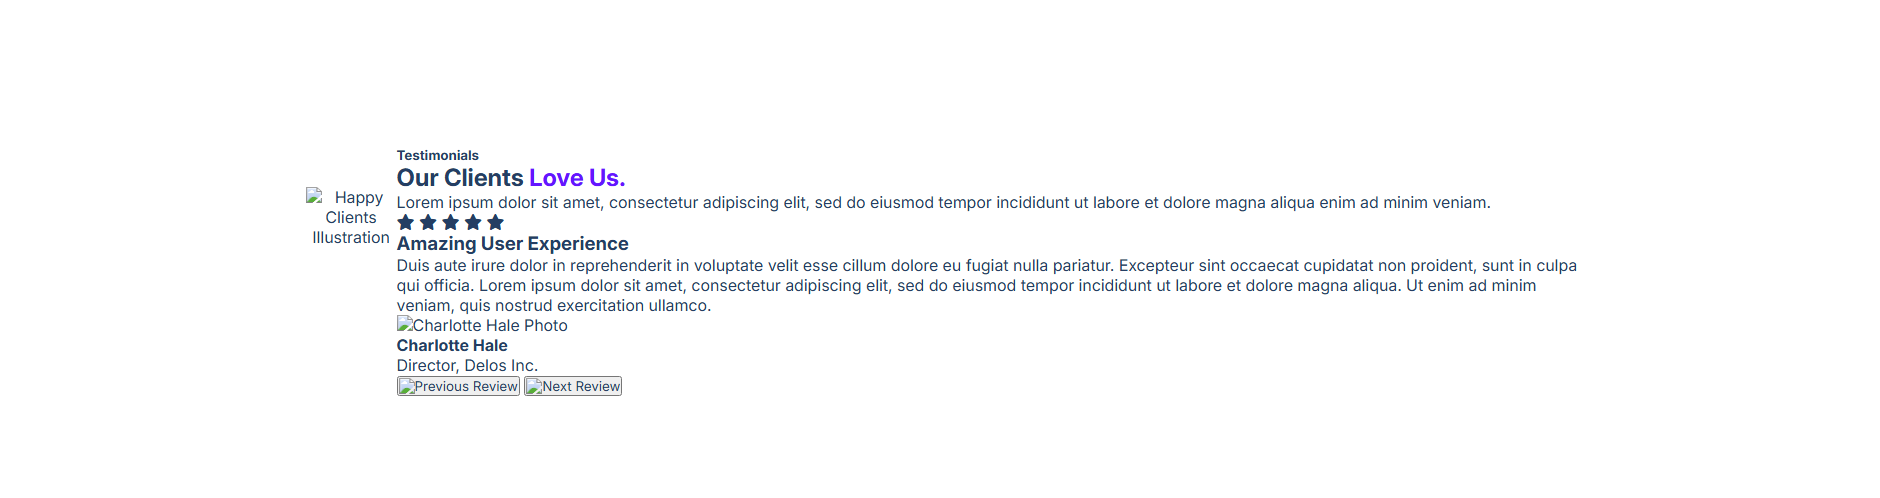 Testimonials
Our Clients Love Us.
Happy
Clients
Illustration
Lorem ipsum dolor sit amet, consectetur adipiscing elit, sed do eiusmod tempor incididunt ut labore et dolore magna aliqua enim ad minim veniam.
Amazing User Experience
Duis aute irure dolor in reprehenderit in voluptate velit esse cillum dolore eu fugiat nulla pariatur. Excepteur sint occaecat cupidatat non proident, sunt in culpa
qui officia. Lorem ipsum dolor sit amet, consectetur adipiscing elit, sed do eiusmod tempor incididunt ut labore et dolore magna aliqua. Ut enim ad minim
veniam, quis nostrud exercitation ullamco.
Charlotte Hale Photo
Charlotte Hale
Director, Delos Inc.
Previous Review Next Review